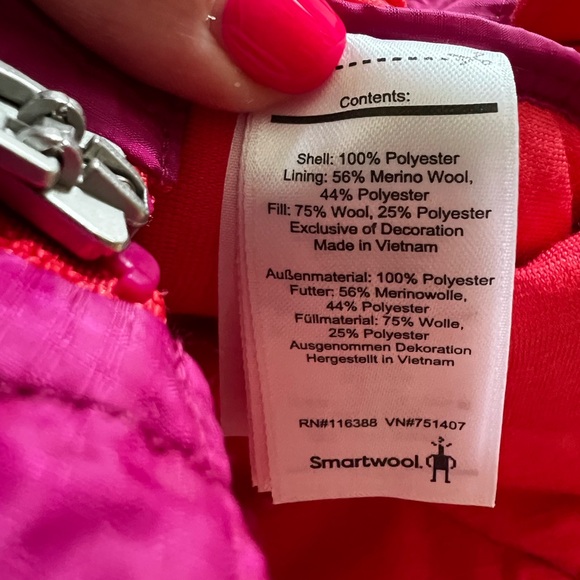 Contents:
Shell: 100% Polyester
Lining: 56% Merino Wool,
44% Polyester
Fill: 75% Wool, 25% Polyester
Exclusive of Decoration
Made in Vietnam
Außenmaterial: 100% Polyester
Futter: 56% Merinowolle,
44% Polyester
Füllmaterial: 75% Wolle,
25% Polyester
Ausgenommen Dekoration
Hergestellt in Vietnam
RN#116388 VN#751407
Smartwool.